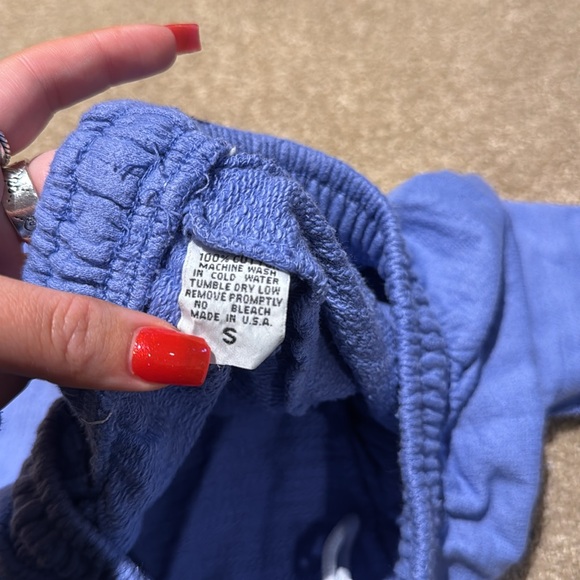 100%
MACHINE WASH
IN COLD WATER
TUMBLE DRY LOW
REMOVE PROMPTLY
NO BLEACH
MADE IN U.S.A.
S